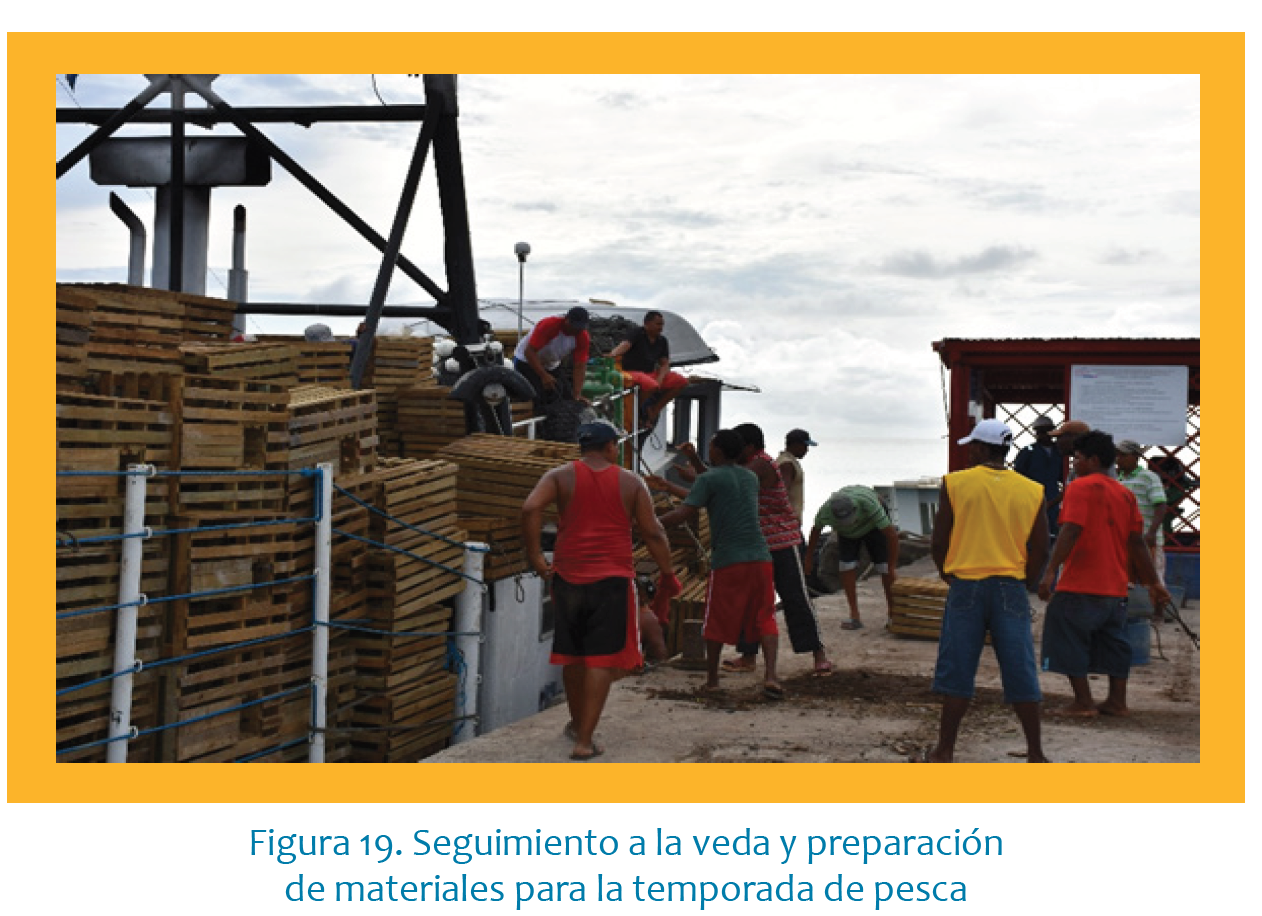 Figura 19. Seguimiento a la veda y preparación
de materiales para la temporada de pesca